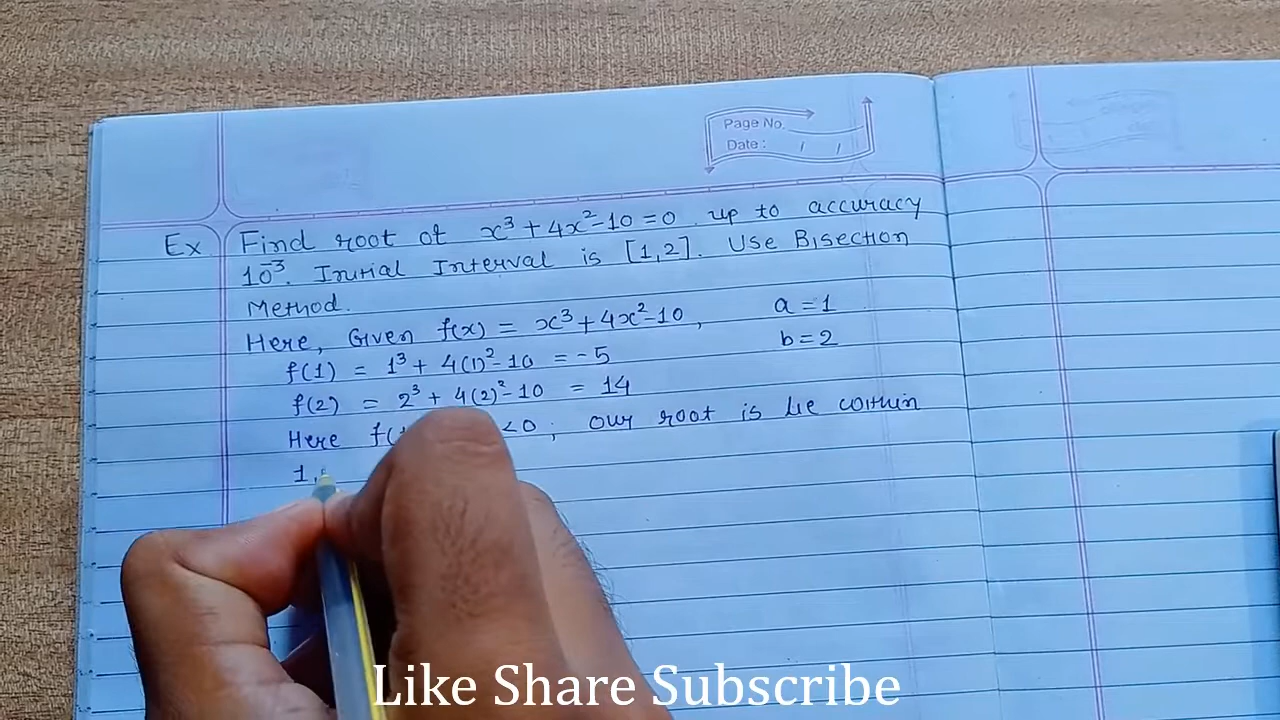 Page No.
Date : / /
Ex. Find root of x³ + 4x² - 10 = 0 up to accuracy
10⁻³. Initial Interval is [1,2]. Use Bisection
Method.
Here, Given f(x) = x³ + 4x² - 10, a = 1
f(1) = 1³ + 4(1)² - 10 = - 5 b = 2
f(2) = 2³ + 4(2)² - 10 = 14
Here <0 ; our root is lie within
1
Like Share Subscribe